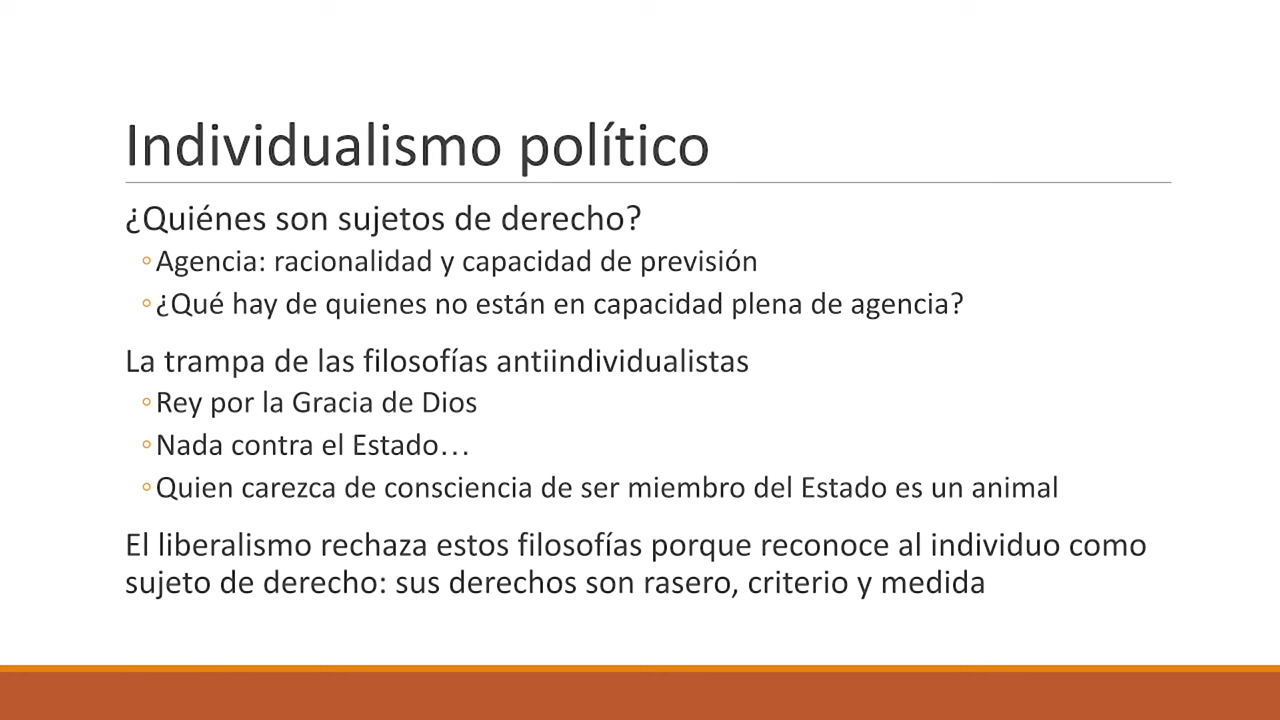 Individualismo político
¿Quiénes son sujetos de derecho?
◦Agencia: racionalidad y capacidad de previsión
◦¿Qué hay de quienes no están en capacidad plena de agencia?
La trampa de las filosofías antiindividualistas
◦Rey por la Gracia de Dios
◦Nada contra el Estado…
◦Quien carezca de consciencia de ser miembro del Estado es un animal
El liberalismo rechaza estos filosofías porque reconoce al individuo como
sujeto de derecho: sus derechos son rasero, criterio y medida